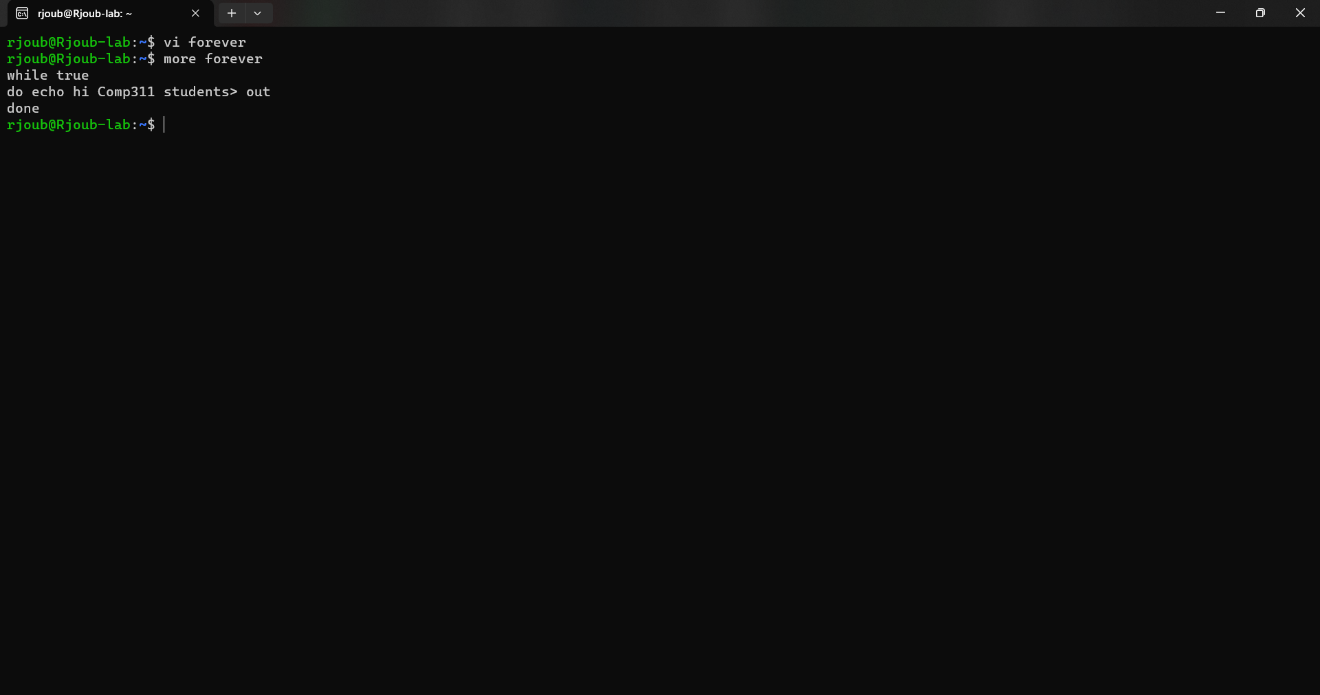 rjoub@Rjoub-lab: ~
rjoub@Rjoub-lab:~$ vi forever
rjoub@Rjoub-lab:~$ more forever
while true
do echo hi Comp311 students> out
done
rjoub@Rjoub-lab:~$